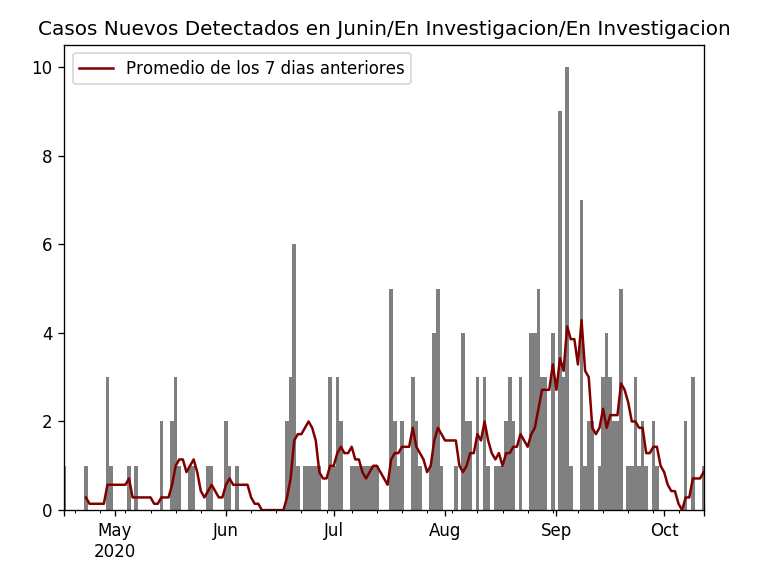 Casos Nuevos Detectados en Junin/En Investigacion/En Investigacion
Promedio de los 7 dias anteriores
10
8
6
4
2
0
May Jun Jul Aug Sep Oct
2020